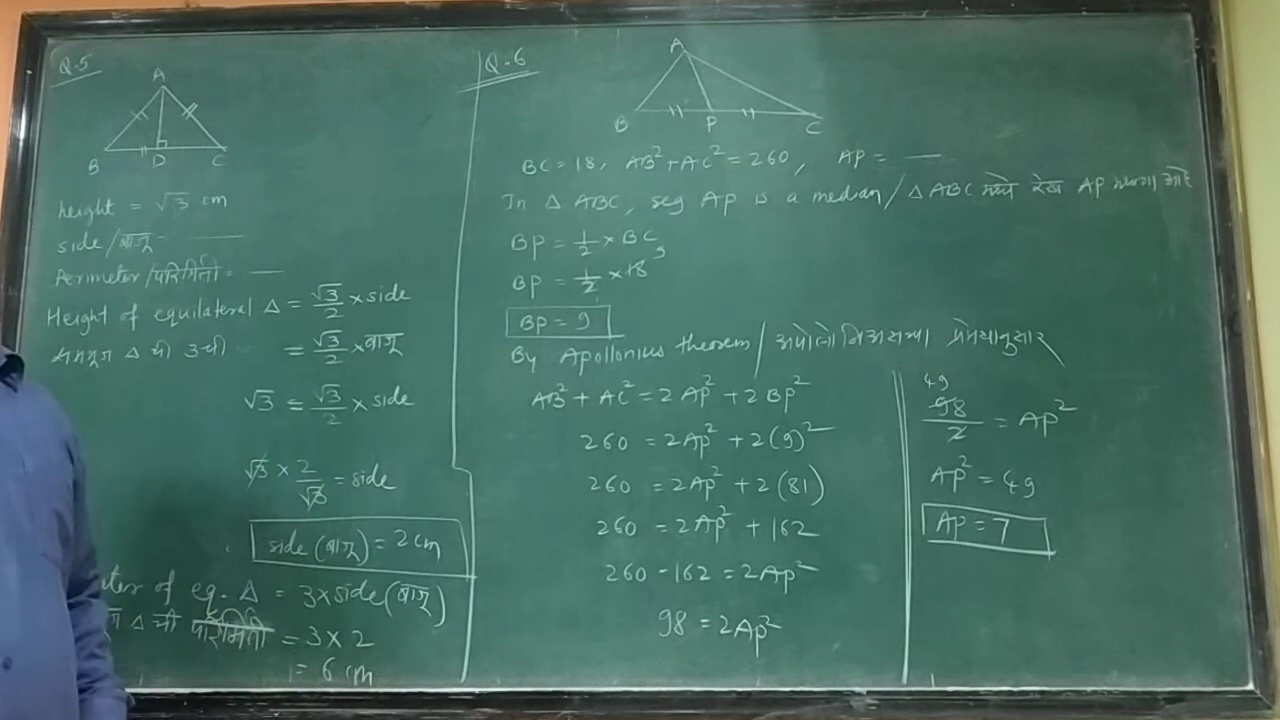 Q.5
A
B D C
height = √3 cm
side/बाजू =
Perimeter/परिमिती =
Height of equilateral Δ = √3/2 × side
समभूज Δ ची उंची = √3/2 × बाजू
√3 = √3/2 × side
√3 × 2/√3 = side
side (बाजू) = 2 cm
of eq. Δ = 3 × side (बाजू)
Δ ची परिमिती = 3 × 2
= 6 cm
Q.6
A
B P C
BC = 18, AB² + AC² = 260, AP =
In Δ ABC, seg AP is a median / Δ ABC मध्ये रेख AP मध्यगा आहे
BP = 1/2 × BC
BP = 1/2 × 18 9
BP = 9
By Apollonius theorem / अपोलोनिअसच्या प्रमेयानुसार
AB² + AC² = 2AP² + 2BP²
260 = 2AP² + 2(9)²
260 = 2AP² + 2(81)
260 = 2AP² + 162
260 - 162 = 2AP²
98 = 2AP²
49
98/2 = AP²
AP² = 49
AP = 7